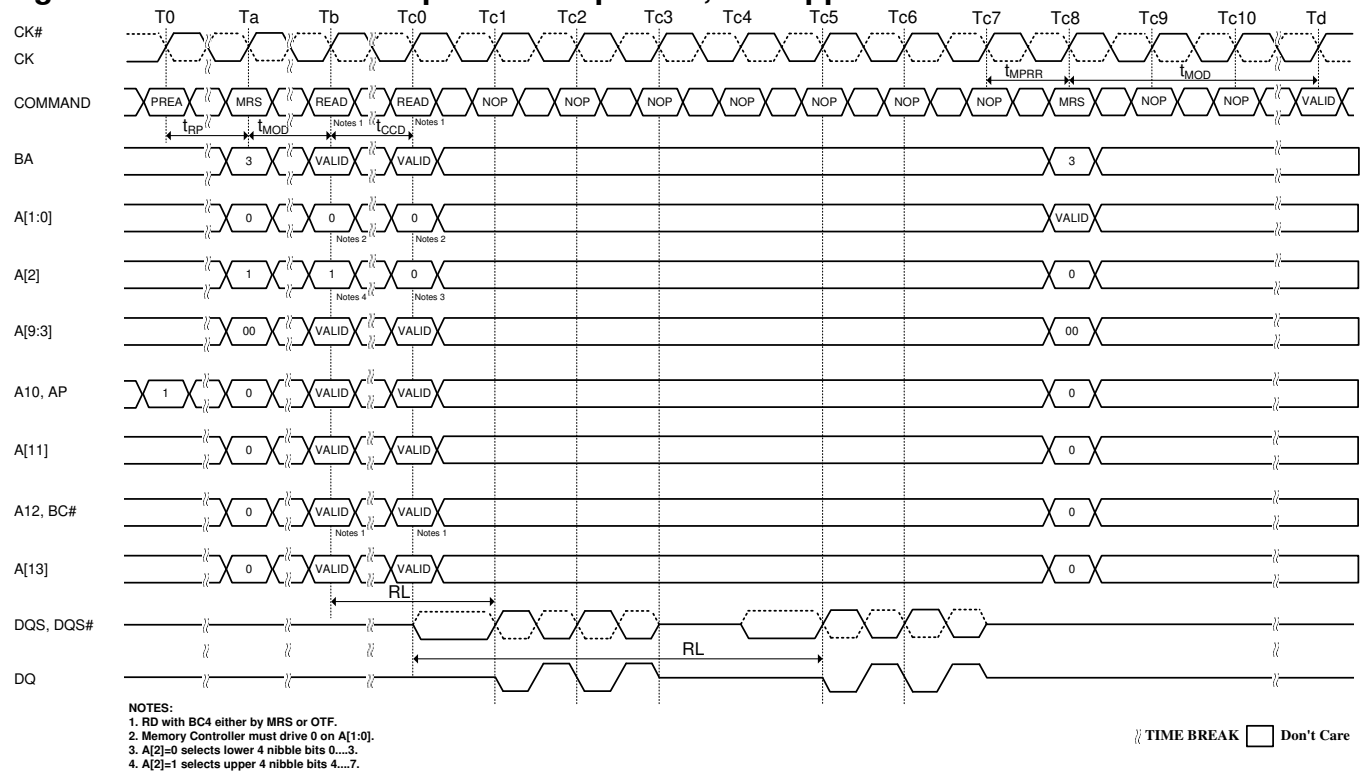 T0 Ta Tb Tc0 Tc1 Tc2 Tc3 Tc4 Tc5 Tc6 Tc7 Tc8 Tc9 Tc10 Td
CK#
CK
tMPRR tMOD
COMMAND PREA MRS READ READ NOP NOP NOP NOP NOP NOP NOP MRS NOP NOP VALID
Notes 1 Notes 1
tRP tMOD tCCD
BA 3 VALID VALID 3
A[1:0] 0 0 0 VALID
Notes 2 Notes 2
A[2] 1 1 0 0
Notes 4 Notes 3
A[9:3] 00 VALID VALID 00
A10, AP 1 0 VALID VALID 0
A[11] 0 VALID VALID 0
A12, BC# 0 VALID VALID 0
Notes 1 Notes 1
A[13] 0 VALID VALID 0
RL
DQS, DQS#
RL
DQ
NOTES:
1. RD with BC4 either by MRS or OTF.
2. Memory Controller must drive 0 on A[1:0].
3. A[2]=0 selects lower 4 nibble bits 0....3.
4. A[2]=1 selects upper 4 nibble bits 4....7.
TIME BREAK Don't Care